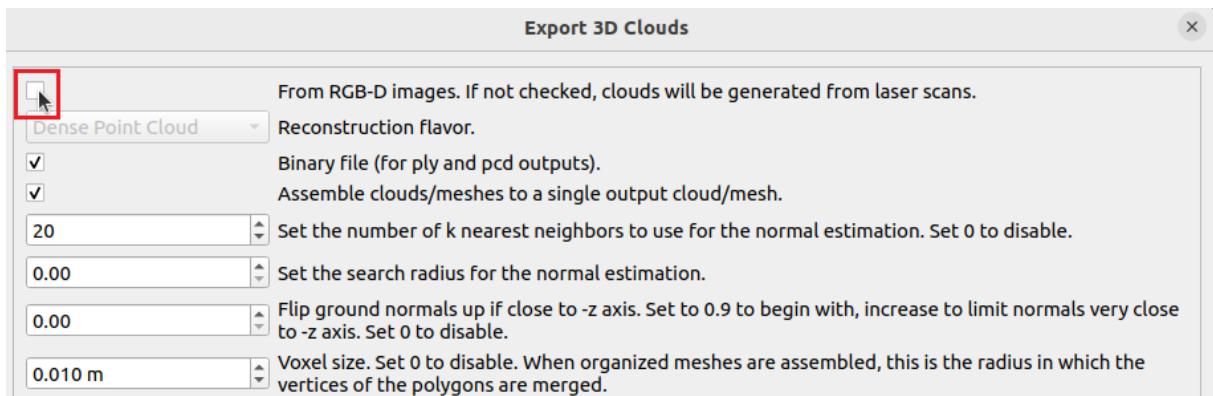 Export 3D Clouds
From RGB-D images. If not checked, clouds will be generated from laser scans.
Dense Point Cloud Reconstruction flavor.
Binary file (for ply and pcd outputs).
Assemble clouds/meshes to a single output cloud/mesh.
20 Set the number of k nearest neighbors to use for the normal estimation. Set 0 to disable.
0.00 Set the search radius for the normal estimation.
0.00 Flip ground normals up if close to -z axis. Set to 0.9 to begin with, increase to limit normals very close
to -z axis. Set 0 to disable.
0.010 m Voxel size. Set 0 to disable. When organized meshes are assembled, this is the radius in which the
vertices of the polygons are merged.